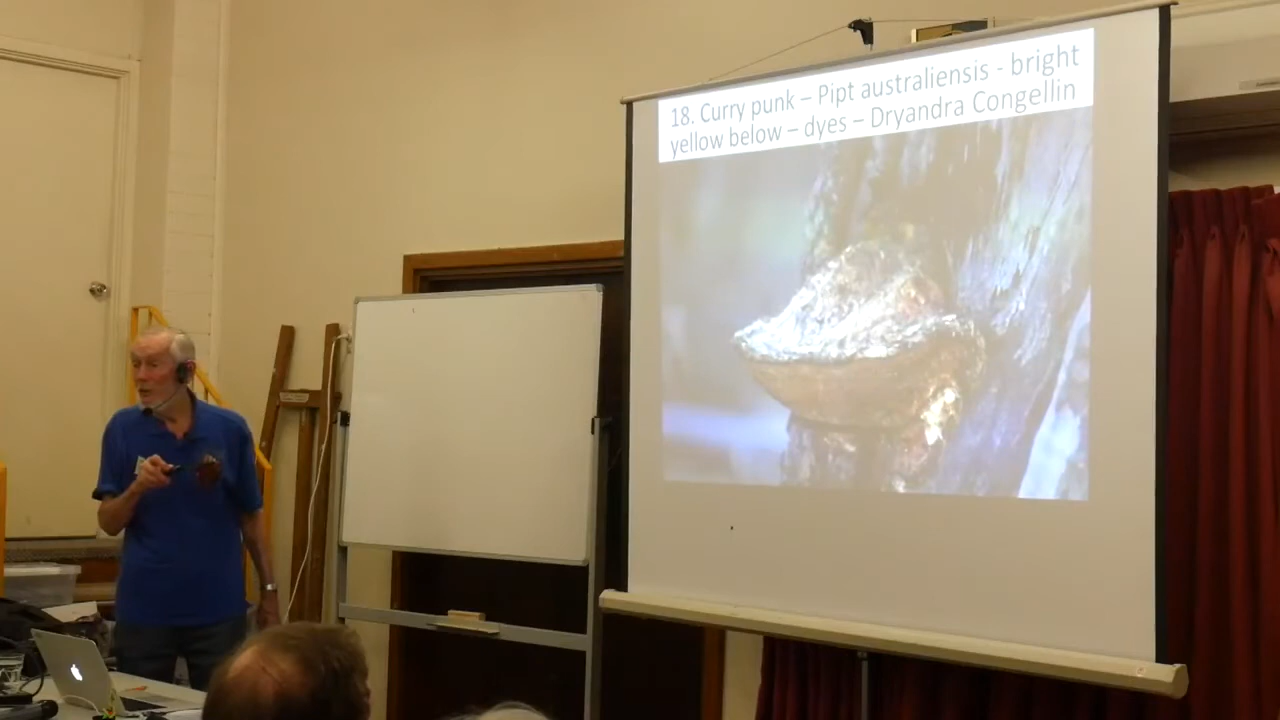 18. Curry punk – Pipt australiensis - bright
yellow below – dyes – Dryandra Congellin